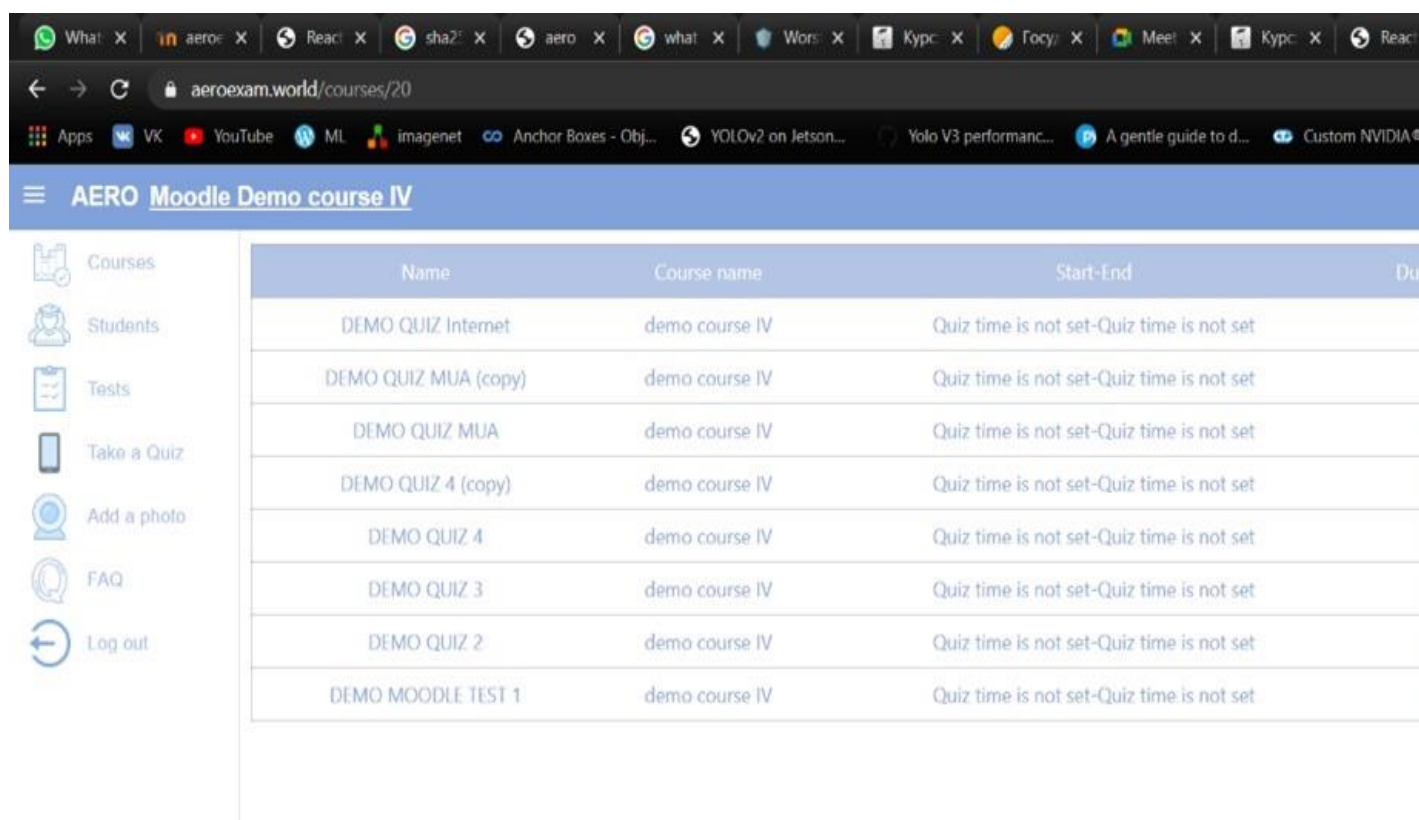 What aeroe React sha25 aero what Wors Курс Госуд Meet Курс React
aeroexam.world/courses/20
Apps VK YouTube ML imagenet Anchor Boxes - Obj... YOLOv2 on Jetson... Yolo V3 performanc... A gentle guide to d... Custom NVIDIA®
AERO Moodle Demo course IV
Courses
Students
Tests
Take a Quiz
Add a photo
FAQ
Log out
Name Course name Start-End Du
DEMO QUIZ Internet demo course IV Quiz time is not set-Quiz time is not set
DEMO QUIZ MUA (copy) demo course IV Quiz time is not set-Quiz time is not set
DEMO QUIZ MUA demo course IV Quiz time is not set-Quiz time is not set
DEMO QUIZ 4 (copy) demo course IV Quiz time is not set-Quiz time is not set
DEMO QUIZ 4 demo course IV Quiz time is not set-Quiz time is not set
DEMO QUIZ 3 demo course IV Quiz time is not set-Quiz time is not set
DEMO QUIZ 2 demo course IV Quiz time is not set-Quiz time is not set
DEMO MOODLE TEST 1 demo course IV Quiz time is not set-Quiz time is not set